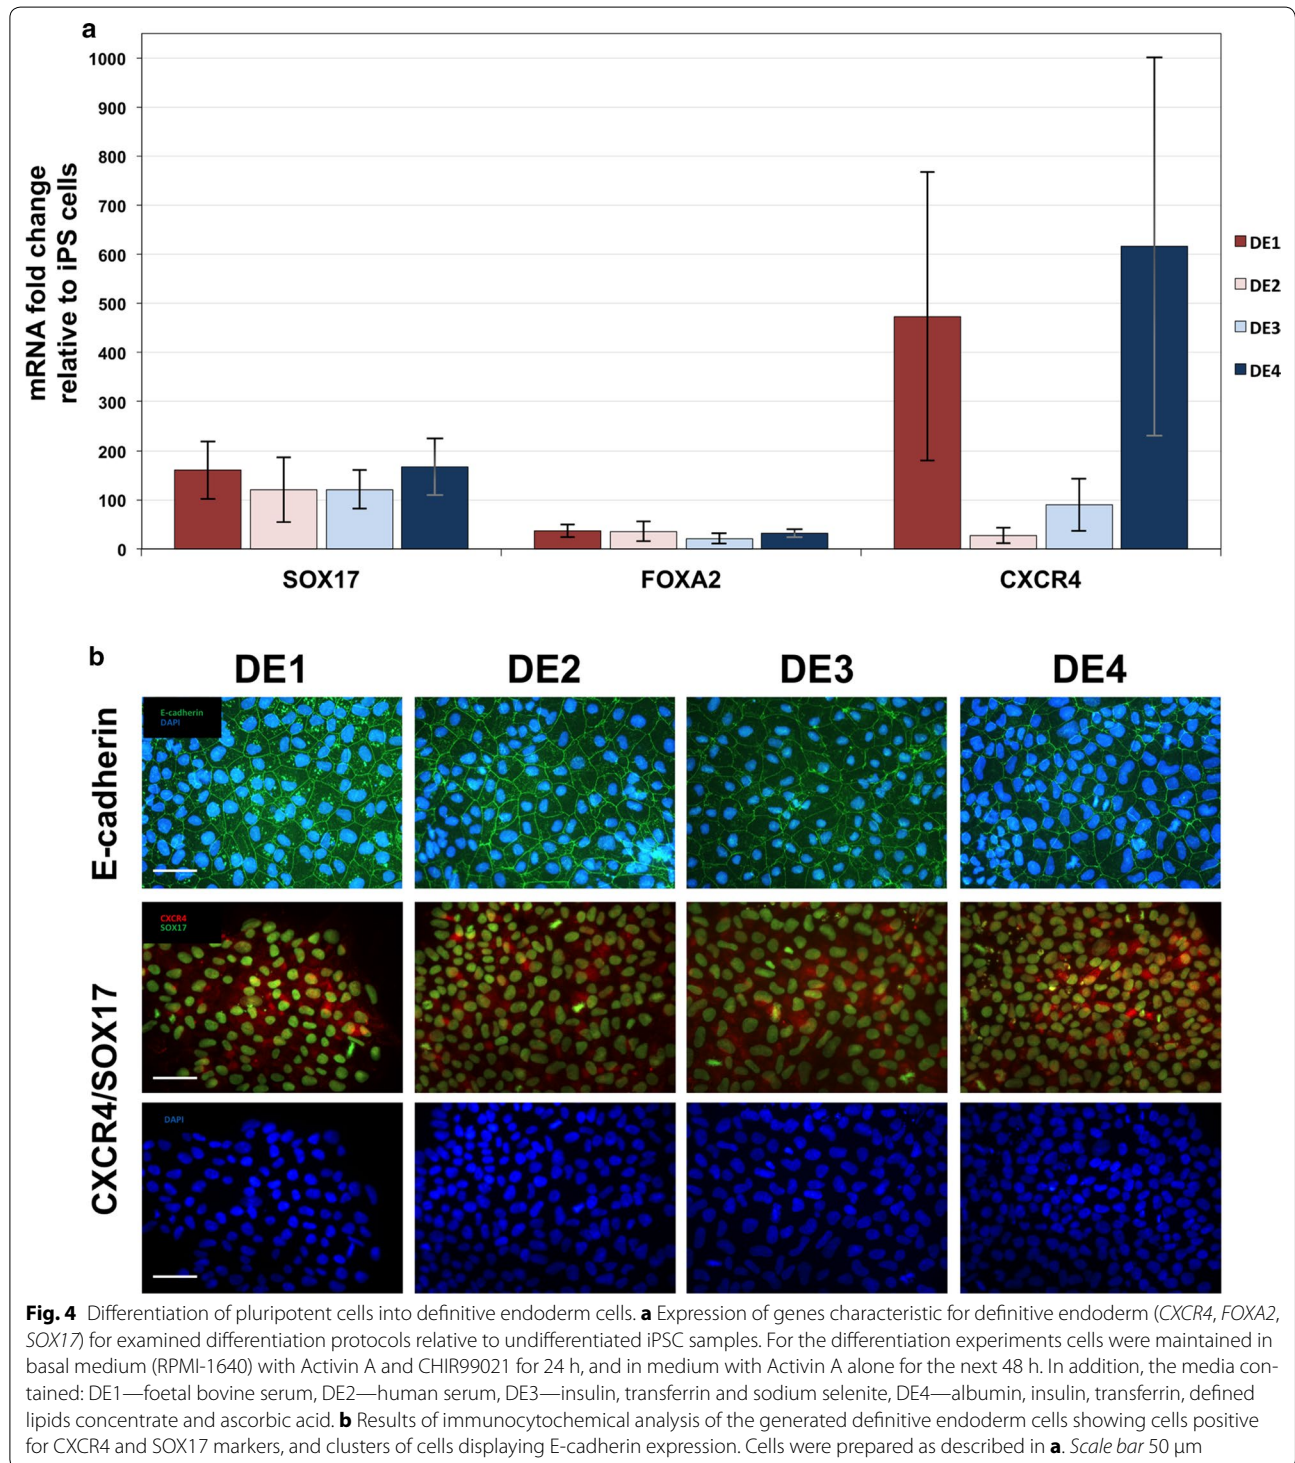 a
1000
900
800
700
600
500
400
300
200
100
0
mRNA fold change
relative to iPS cells
SOX17
FOXA2
CXCR4
DE1
DE2
DE3
DE4
b
DE1
DE2
DE3
DE4
E-cadherin
E-cadherin
DAPI
CXCR4/SOX17
CXCR4
SOX17
DAPI
Fig. 4 Differentiation of pluripotent cells into definitive endoderm cells. a Expression of genes characteristic for definitive endoderm (CXCR4, FOXA2,
SOX17) for examined differentiation protocols relative to undifferentiated iPSC samples. For the differentiation experiments cells were maintained in
basal medium (RPMI-1640) with Activin A and CHIR99021 for 24 h, and in medium with Activin A alone for the next 48 h. In addition, the media con-
tained: DE1—foetal bovine serum, DE2—human serum, DE3—insulin, transferrin and sodium selenite, DE4—albumin, insulin, transferrin, defined
lipids concentrate and ascorbic acid. b Results of immunocytochemical analysis of the generated definitive endoderm cells showing cells positive
for CXCR4 and SOX17 markers, and clusters of cells displaying E-cadherin expression. Cells were prepared as described in a. Scale bar 50 μm